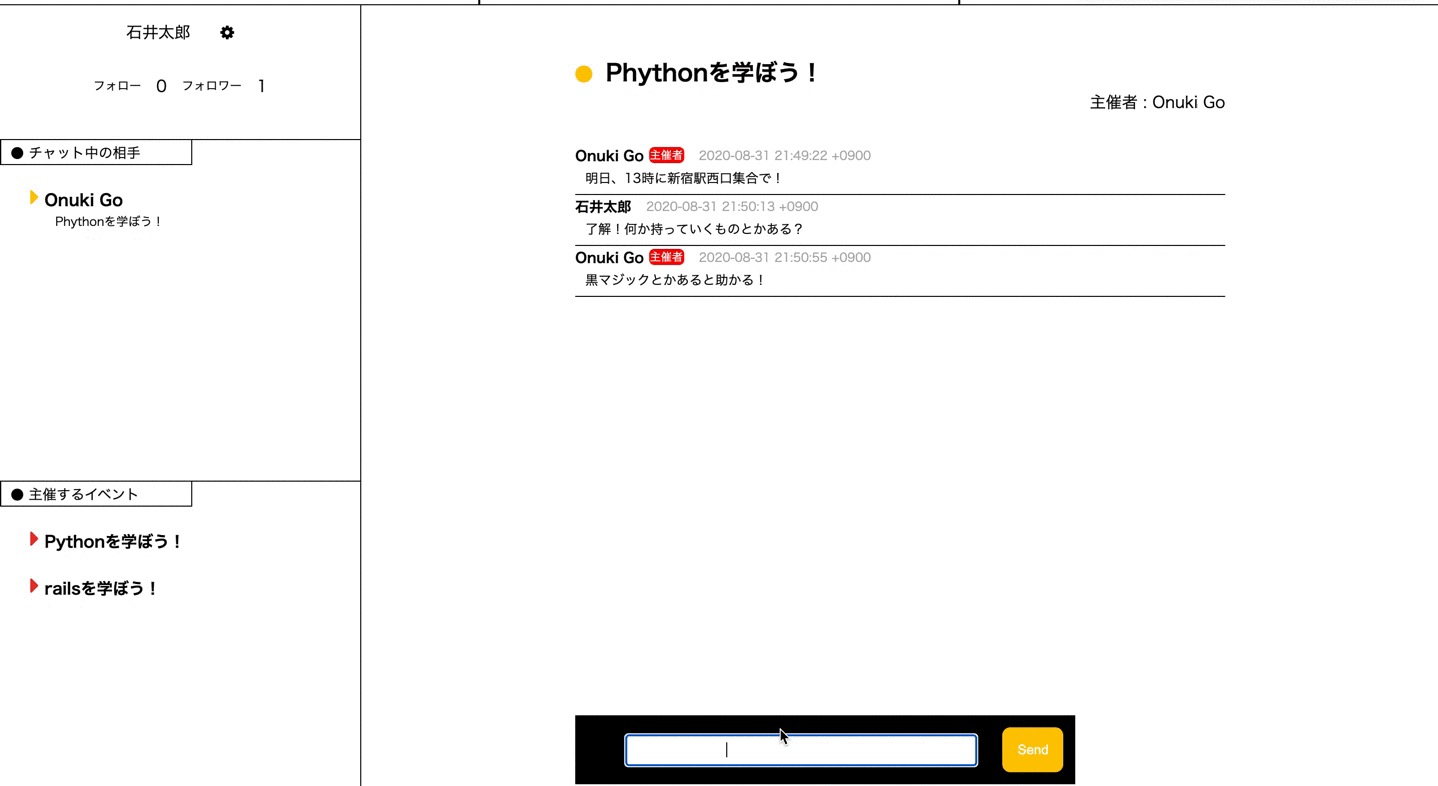 石井太郎
フォロー 0 フォロワー 1
● チャット中の相手
Onuki Go
Phythonを学ぼう！
● 主催するイベント
Pythonを学ぼう！
railsを学ぼう！
Phythonを学ぼう！
主催者 : Onuki Go
Onuki Go 主催者 2020-08-31 21:49:22 +0900
明日、13時に新宿駅西口集合で！
石井太郎 2020-08-31 21:50:13 +0900
了解！何か持っていくものとかある？
Onuki Go 主催者 2020-08-31 21:50:55 +0900
黒マジックとかあると助かる！
Send